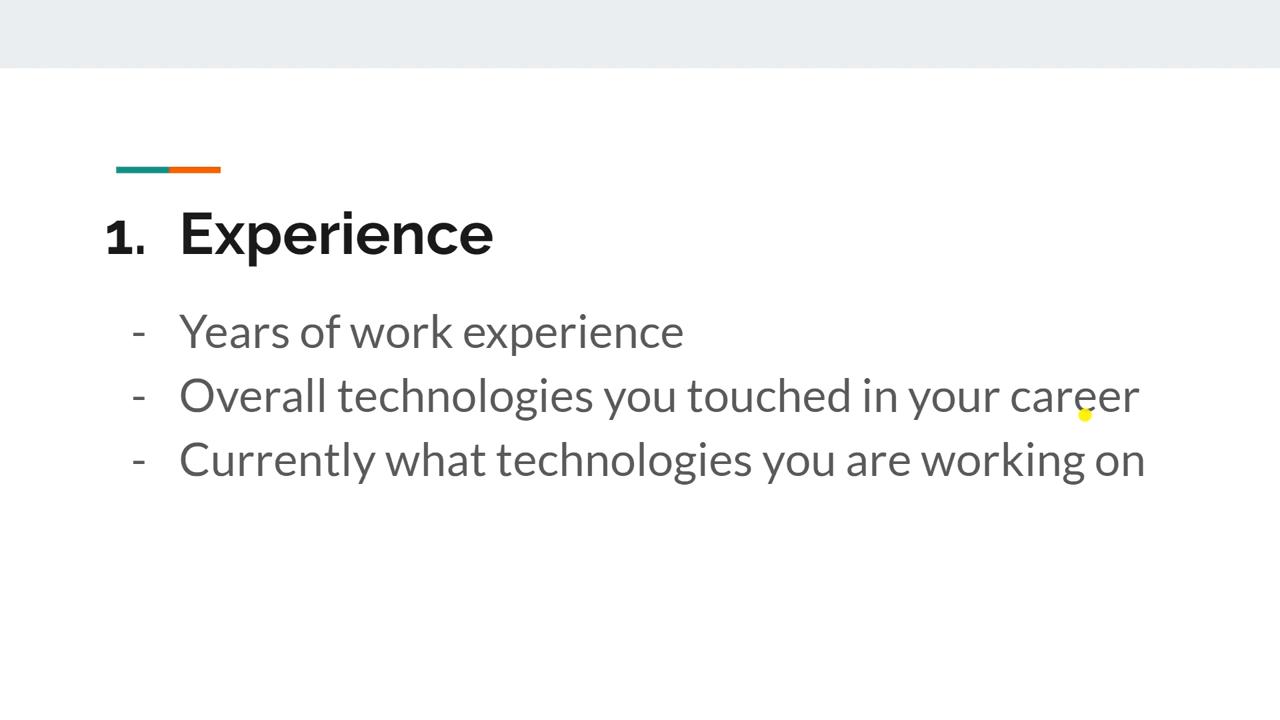 1. Experience
- Years of work experience
- Overall technologies you touched in your career
- Currently what technologies you are working on